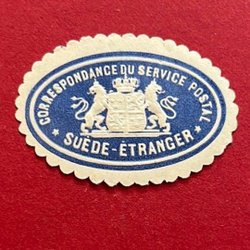 CORRESPONDANCE DU SERVICE POSTAL
* SUÈDE-ÉTRANGER *